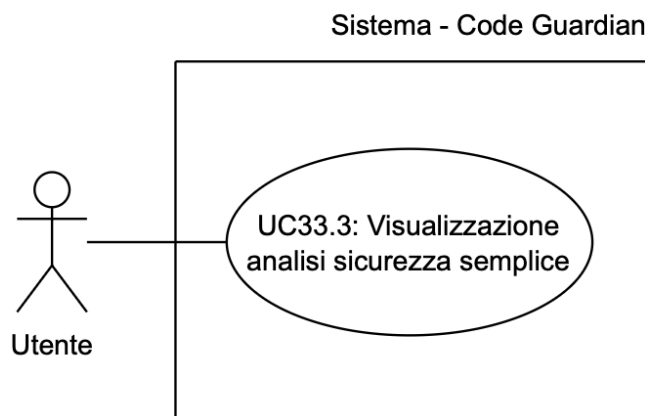 Sistema - Code Guardian
UC33.3: Visualizzazione
analisi sicurezza semplice
Utente